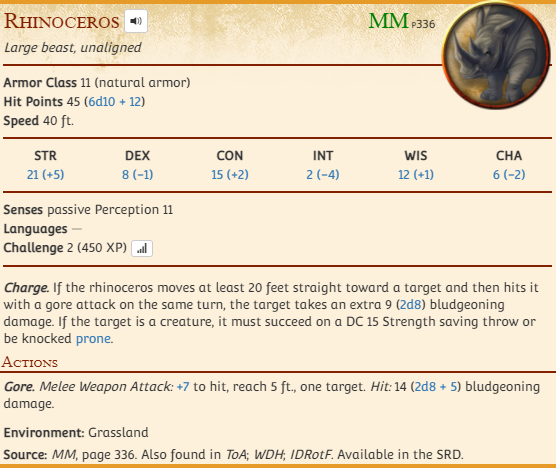 Rhinoceros
MM P336
Large beast, unaligned
Armor Class 11 (natural armor)
Hit Points 45 (6d10 + 12)
Speed 40 ft.
STR DEX CON INT WIS CHA
21 (+5) 8 (−1) 15 (+2) 2 (−4) 12 (+1) 6 (−2)
Senses passive Perception 11
Languages —
Challenge 2 (450 XP)
Charge. If the rhinoceros moves at least 20 feet straight toward a target and then hits it
with a gore attack on the same turn, the target takes an extra 9 (2d8) bludgeoning
damage. If the target is a creature, it must succeed on a DC 15 Strength saving throw or
be knocked prone.
Actions
Gore. Melee Weapon Attack: +7 to hit, reach 5 ft., one target. Hit: 14 (2d8 + 5) bludgeoning
damage.
Environment: Grassland
Source: MM, page 336. Also found in ToA; WDH; IDRotF. Available in the SRD.